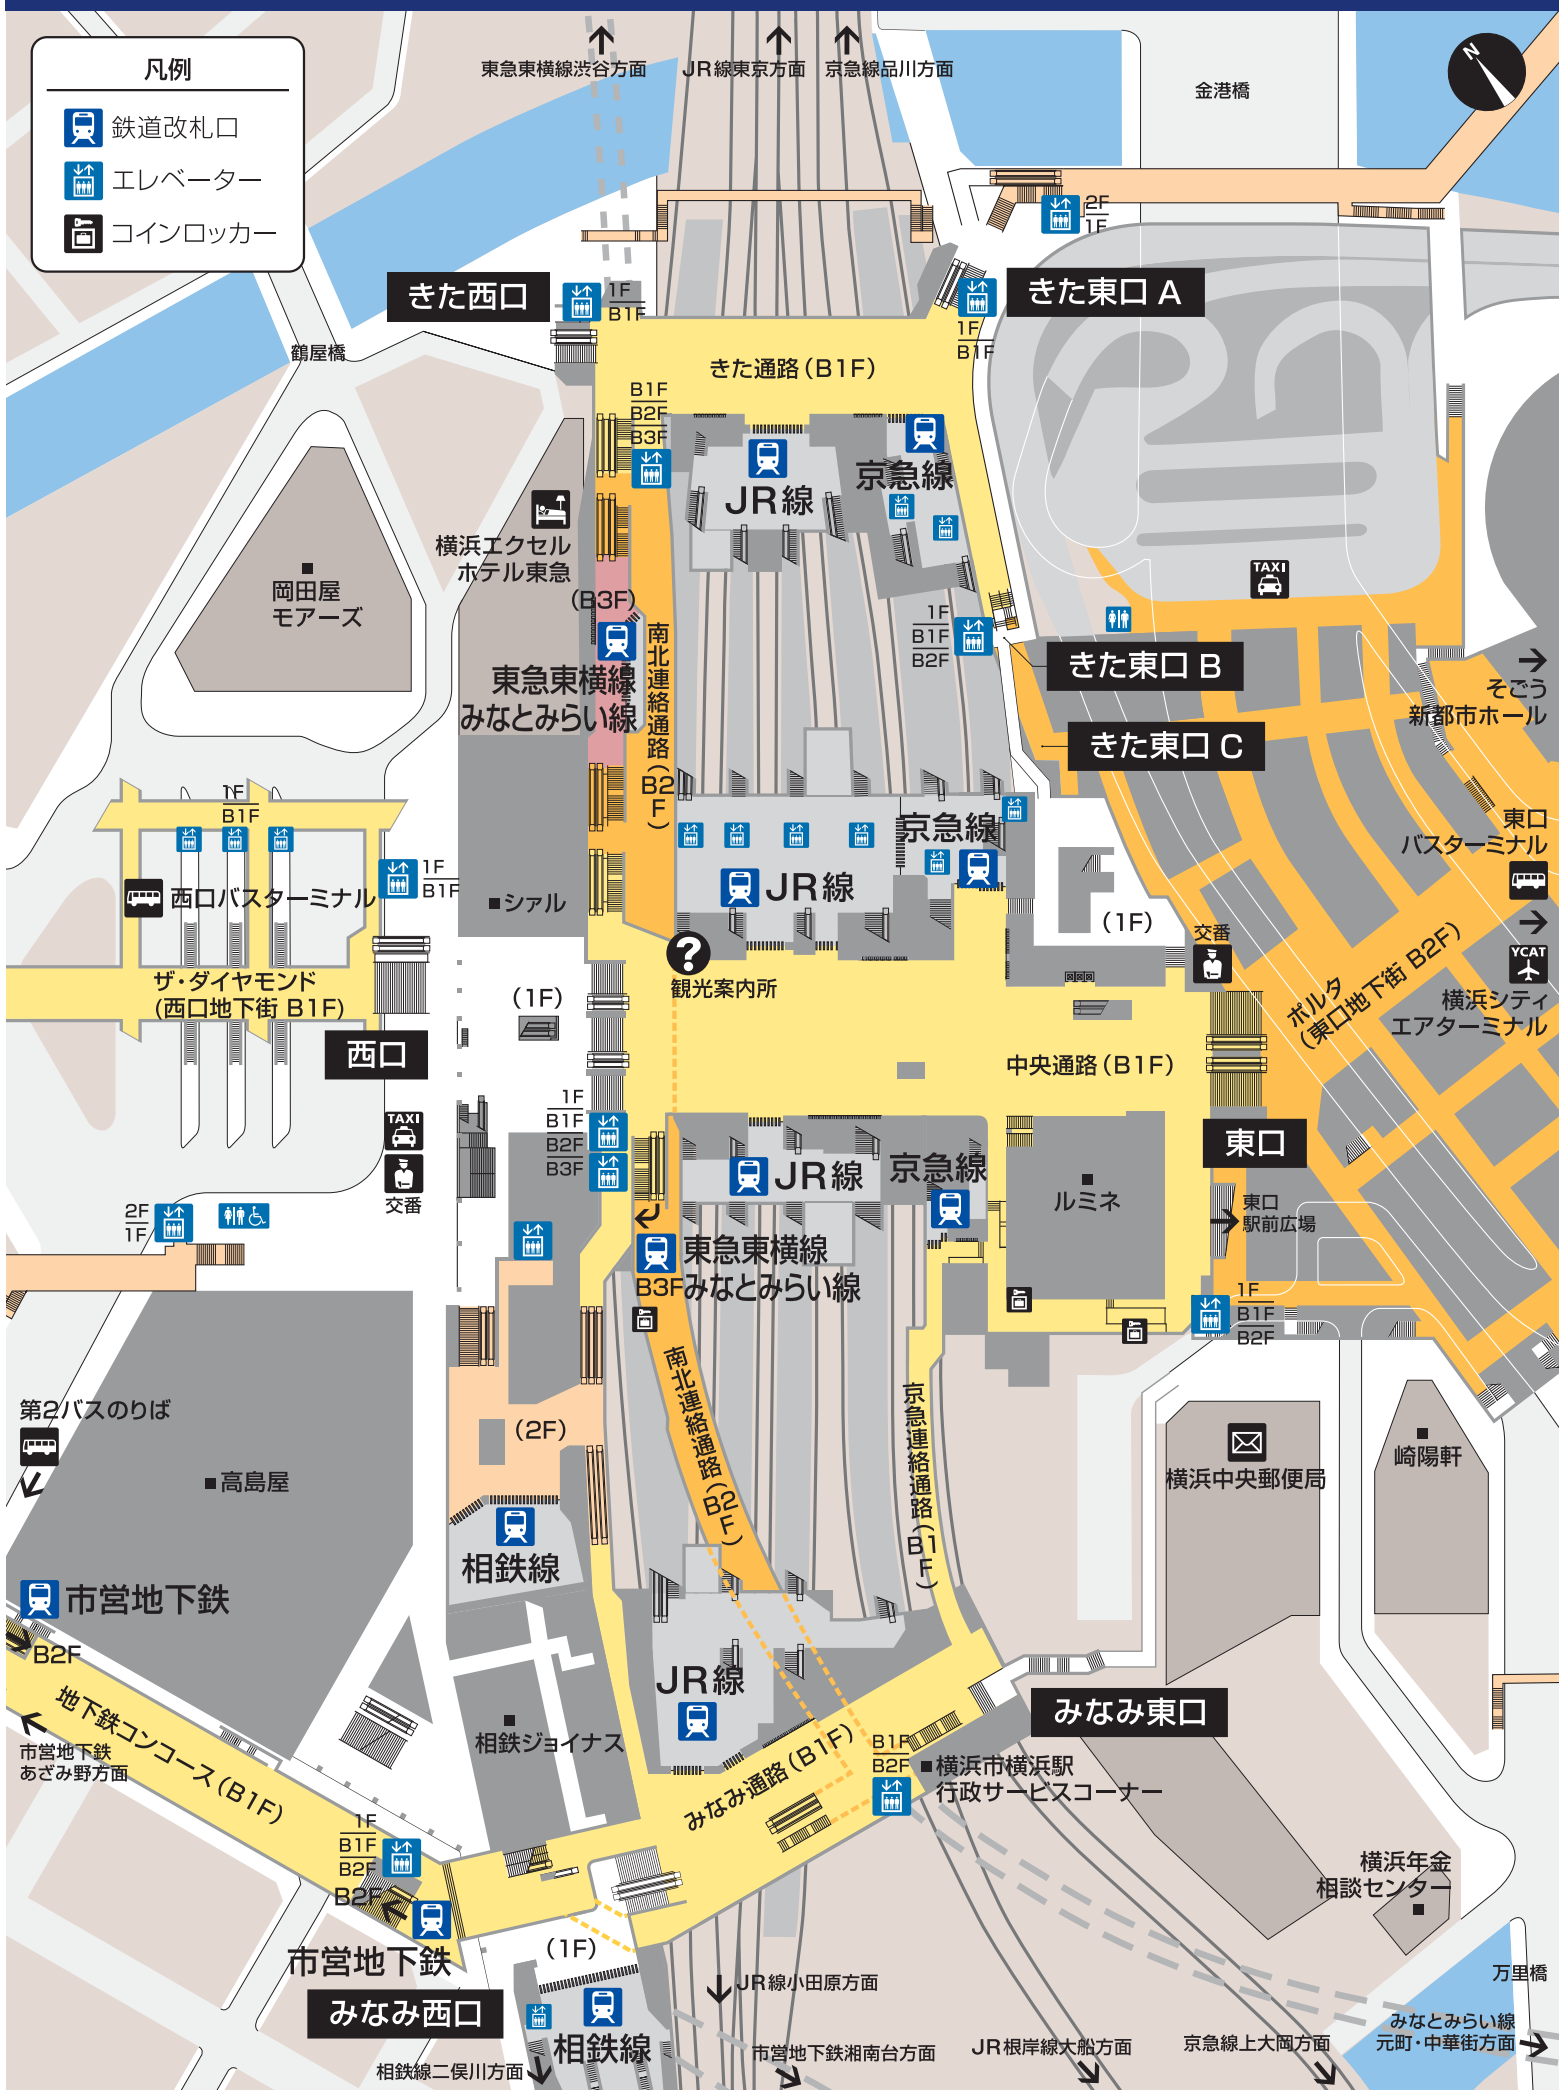 凡例
鉄道改札口
エレベーター
コインロッカー
東急東横線渋谷方面
JR線東京方面
京急線品川方面
金港橋
N
2F
1F
きた西口
1F
B1F
きた東口 A
1F
B1F
鶴屋橋
きた通路(B1F)
B1F
B2F
B3F
JR線
京急線
横浜エクセル
ホテル東急
岡田屋
モアーズ
(B3F)
東急東横線
みなとみらい線
南北連絡通路(B2F)
1F
B1F
B2F
TAXI
きた東口 B
きた東口 C
そごう
新都市ホール
東口
バスターミナル
YCAT
横浜シティ
エアターミナル
1F
B1F
1F
B1F
西口バスターミナル
シァル
JR線
京急線
(1F)
交番
ポルタ
(東口地下街 B2F)
ザ・ダイヤモンド
(西口地下街 B1F)
(1F)
?
観光案内所
西口
中央通路(B1F)
TAXI
交番
1F
B1F
B2F
B3F
JR線
京急線
ルミネ
東口
東口
駅前広場
2F
1F
東急東横線
みなとみらい線
B3F
1F
B1F
B2F
南北連絡通路(B2F)
京急連絡通路(B1F)
第2バスのりば
(2F)
高島屋
相鉄線
横浜中央郵便局
崎陽軒
市営地下鉄
B2F
地下鉄コンコース(B1F)
市営地下鉄
あざみ野方面
JR線
相鉄ジョイナス
みなみ東口
みなみ通路(B1F)
B1F
B2F
横浜市横浜駅
行政サービスコーナー
1F
B1F
B2F
B2F
市営地下鉄
みなみ西口
(1F)
相鉄線
相鉄線二俣川方面
JR線小田原方面
市営地下鉄湘南台方面
JR根岸線大船方面
京急線上大岡方面
横浜年金
相談センター
万里橋
みなとみらい線
元町・中華街方面